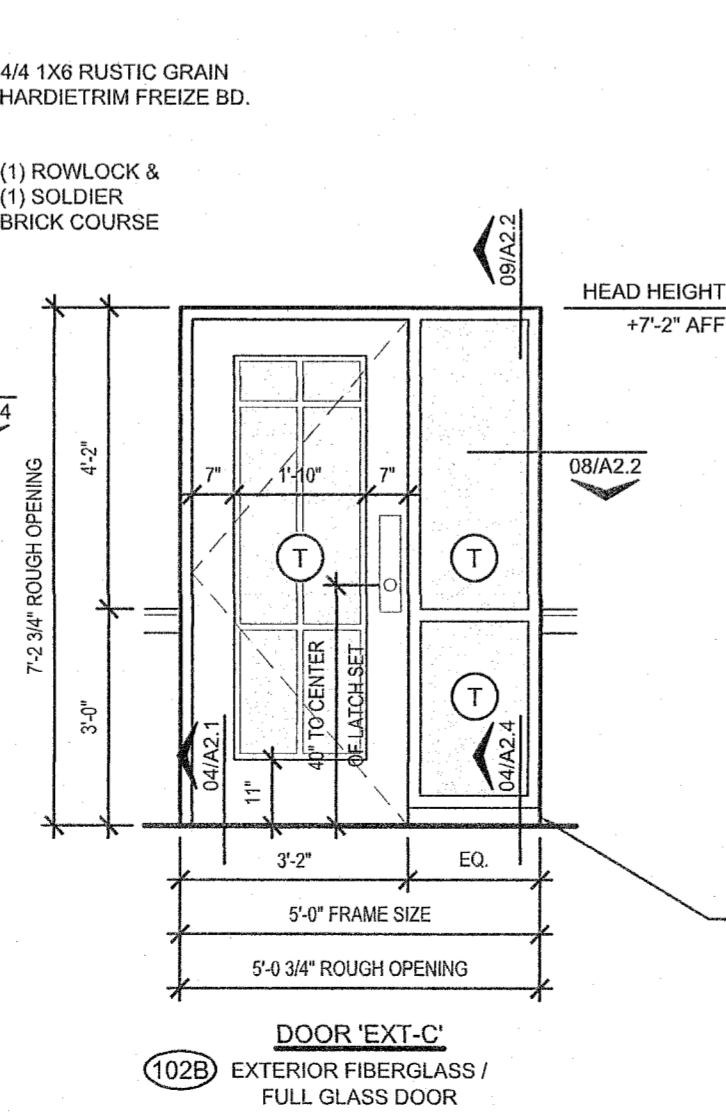 4/4 1X6 RUSTIC GRAIN
HARDIETRIM FREIZE BD.
(1) ROWLOCK &
(1) SOLDIER
BRICK COURSE
09/A2.2
HEAD HEIGHT
+7'-2" AFF
4
4'-2"
7'-2 3/4" ROUGH OPENING
3'-0"
7"
1'-10"
7"
08/A2.2
T
T
T
40" TO CENTER
OF LATCH SET
04/A2.1
11"
04/A2.4
3'-2"
EQ.
5'-0" FRAME SIZE
5'-0 3/4" ROUGH OPENING
DOOR 'EXT-C'
102B EXTERIOR FIBERGLASS /
FULL GLASS DOOR